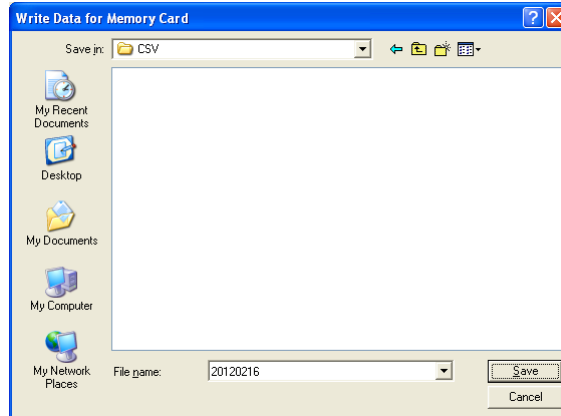 Write Data for Memory Card
Save in: CSV
My Recent
Documents
Desktop
My Documents
My Computer
My Network
Places
File name: 20120216 Save
Cancel